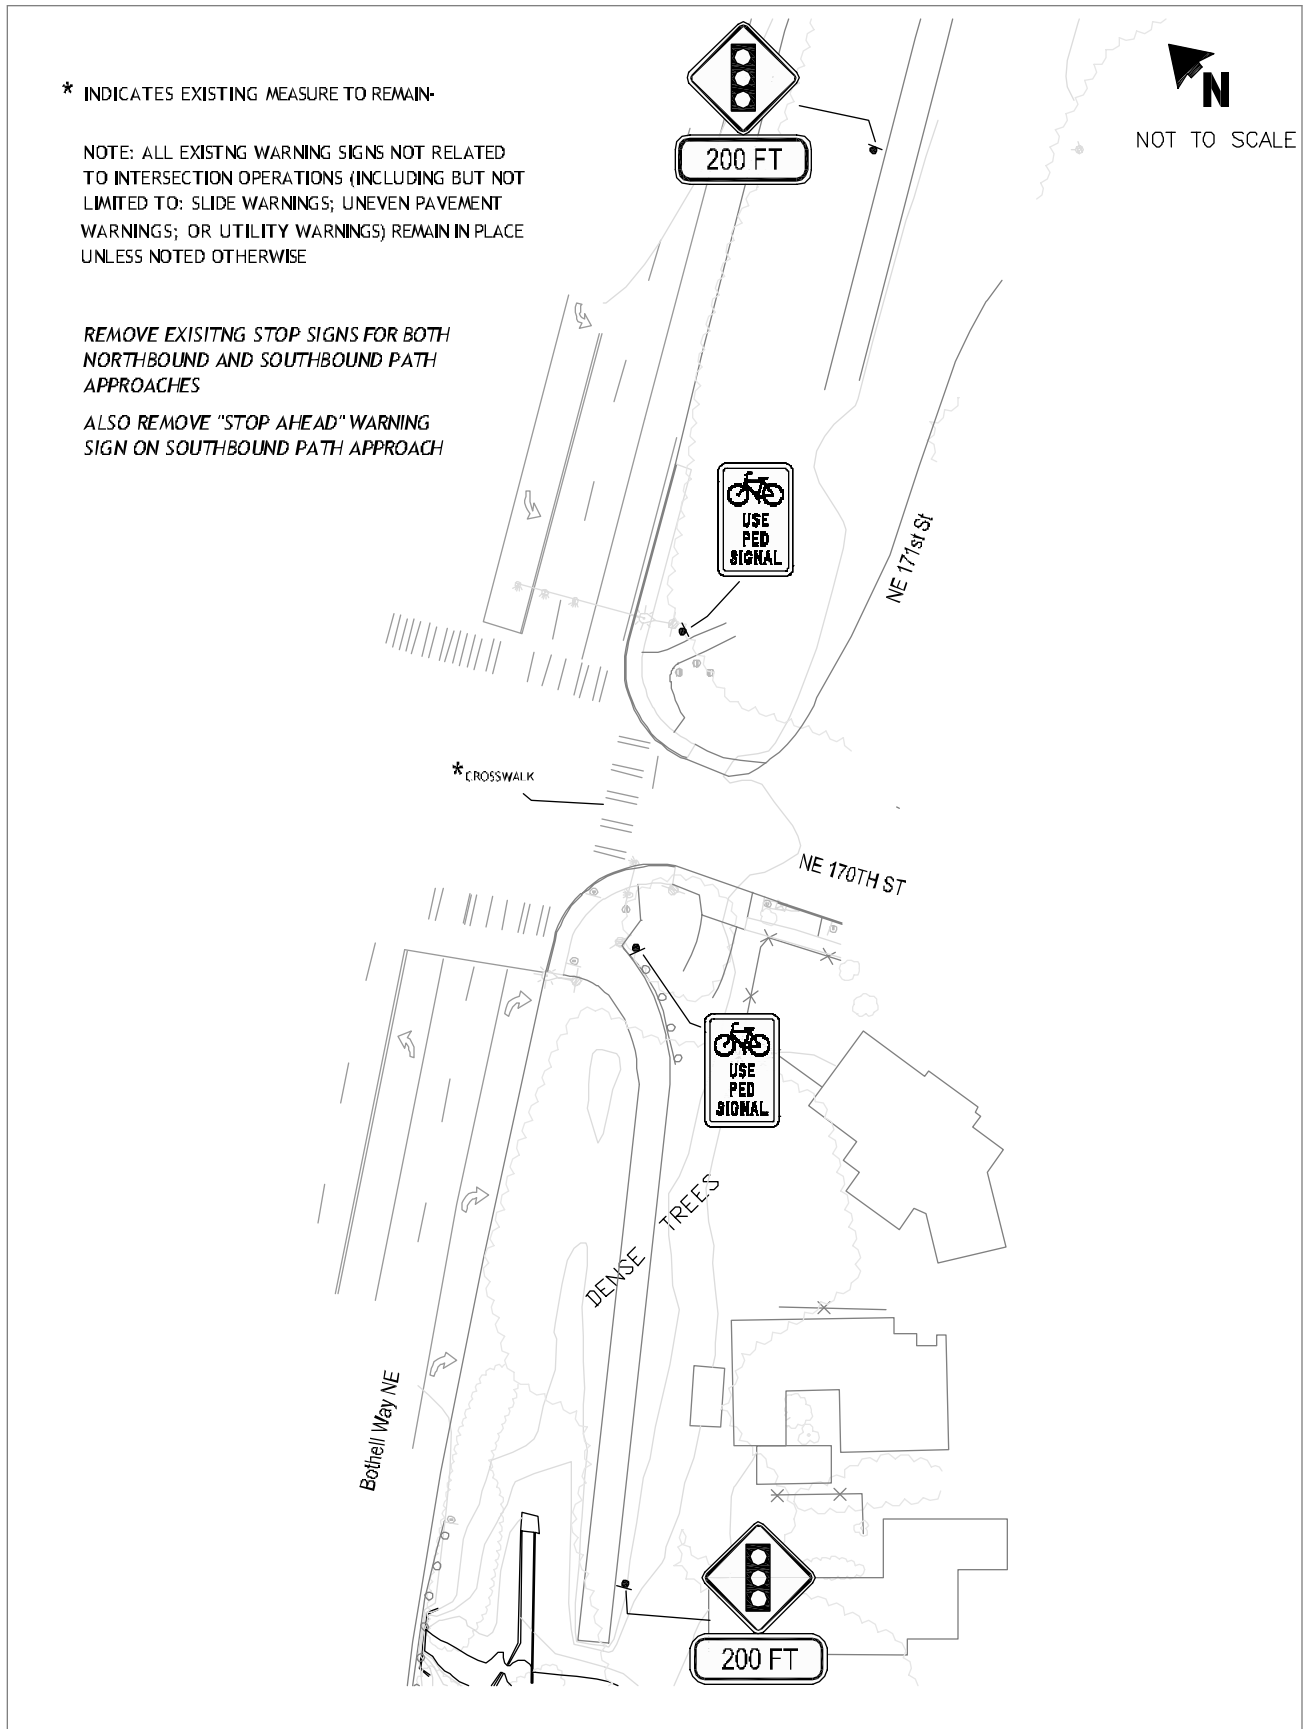 * INDICATES EXISTING MEASURE TO REMAIN-
NOTE: ALL EXISTNG WARNING SIGNS NOT RELATED
TO INTERSECTION OPERATIONS (INCLUDING BUT NOT
LIMITED TO: SLIDE WARNINGS; UNEVEN PAVEMENT
WARNINGS; OR UTILITY WARNINGS) REMAIN IN PLACE
UNLESS NOTED OTHERWISE
REMOVE EXISITNG STOP SIGNS FOR BOTH
NORTHBOUND AND SOUTHBOUND PATH
APPROACHES
ALSO REMOVE "STOP AHEAD" WARNING
SIGN ON SOUTHBOUND PATH APPROACH
200 FT
N
NOT TO SCALE
USE
PED
SIGNAL
NE 171st St
* CROSSWALK
NE 170TH ST
USE
PED
SIGNAL
DENSE TREES
Bothell Way NE
200 FT